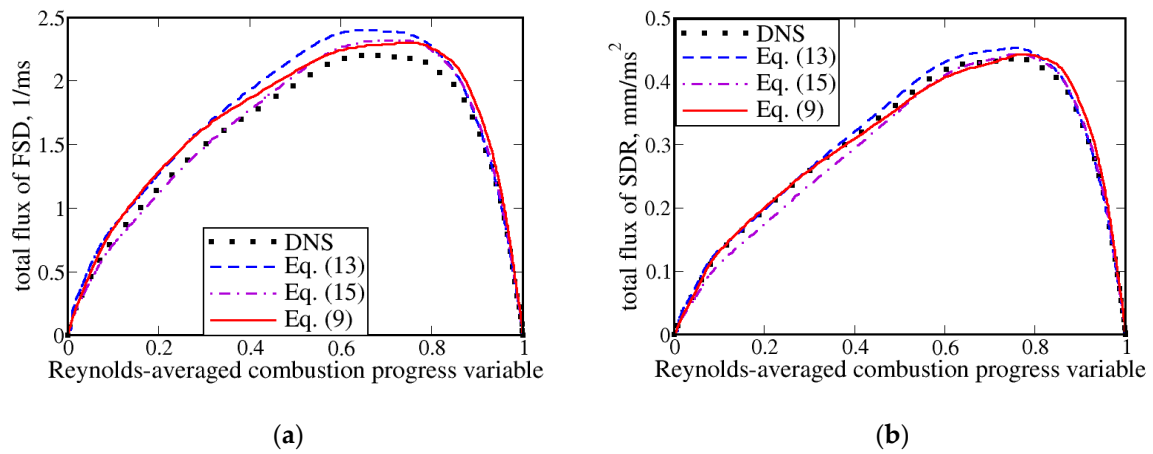 total flux of FSD, 1/ms
2.5
2
1.5
1
0.5
0
DNS
Eq. (13)
Eq. (15)
Eq. (9)
0 0.2 0.4 0.6 0.8 1
Reynolds-averaged combustion progress variable
(a)
total flux of SDR, mm/ms²
0.5
0.4
0.3
0.2
0.1
0
DNS
Eq. (13)
Eq. (15)
Eq. (9)
0 0.2 0.4 0.6 0.8 1
Reynolds-averaged combustion progress variable
(b)